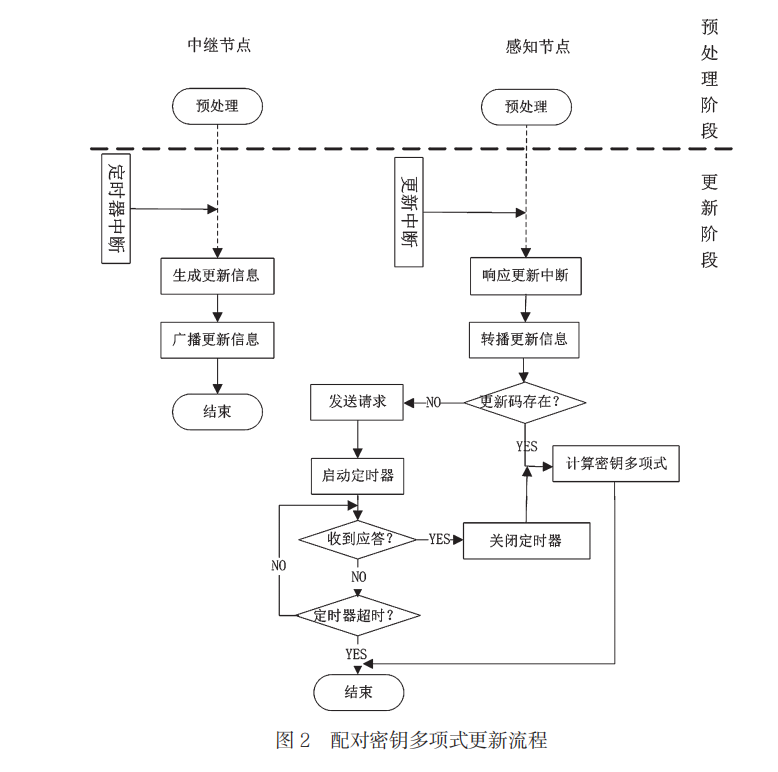 中继节点
感知节点
预处理阶段
预处理
预处理
定时器中断
更新中断
更新阶段
生成更新信息
响应更新中断
广播更新信息
转播更新信息
结束
发送请求
NO
更新码存在？
YES
计算密钥多项式
启动定时器
收到应答？
YES
关闭定时器
NO
NO
定时器超时？
YES
结束
图 2 配对密钥多项式更新流程